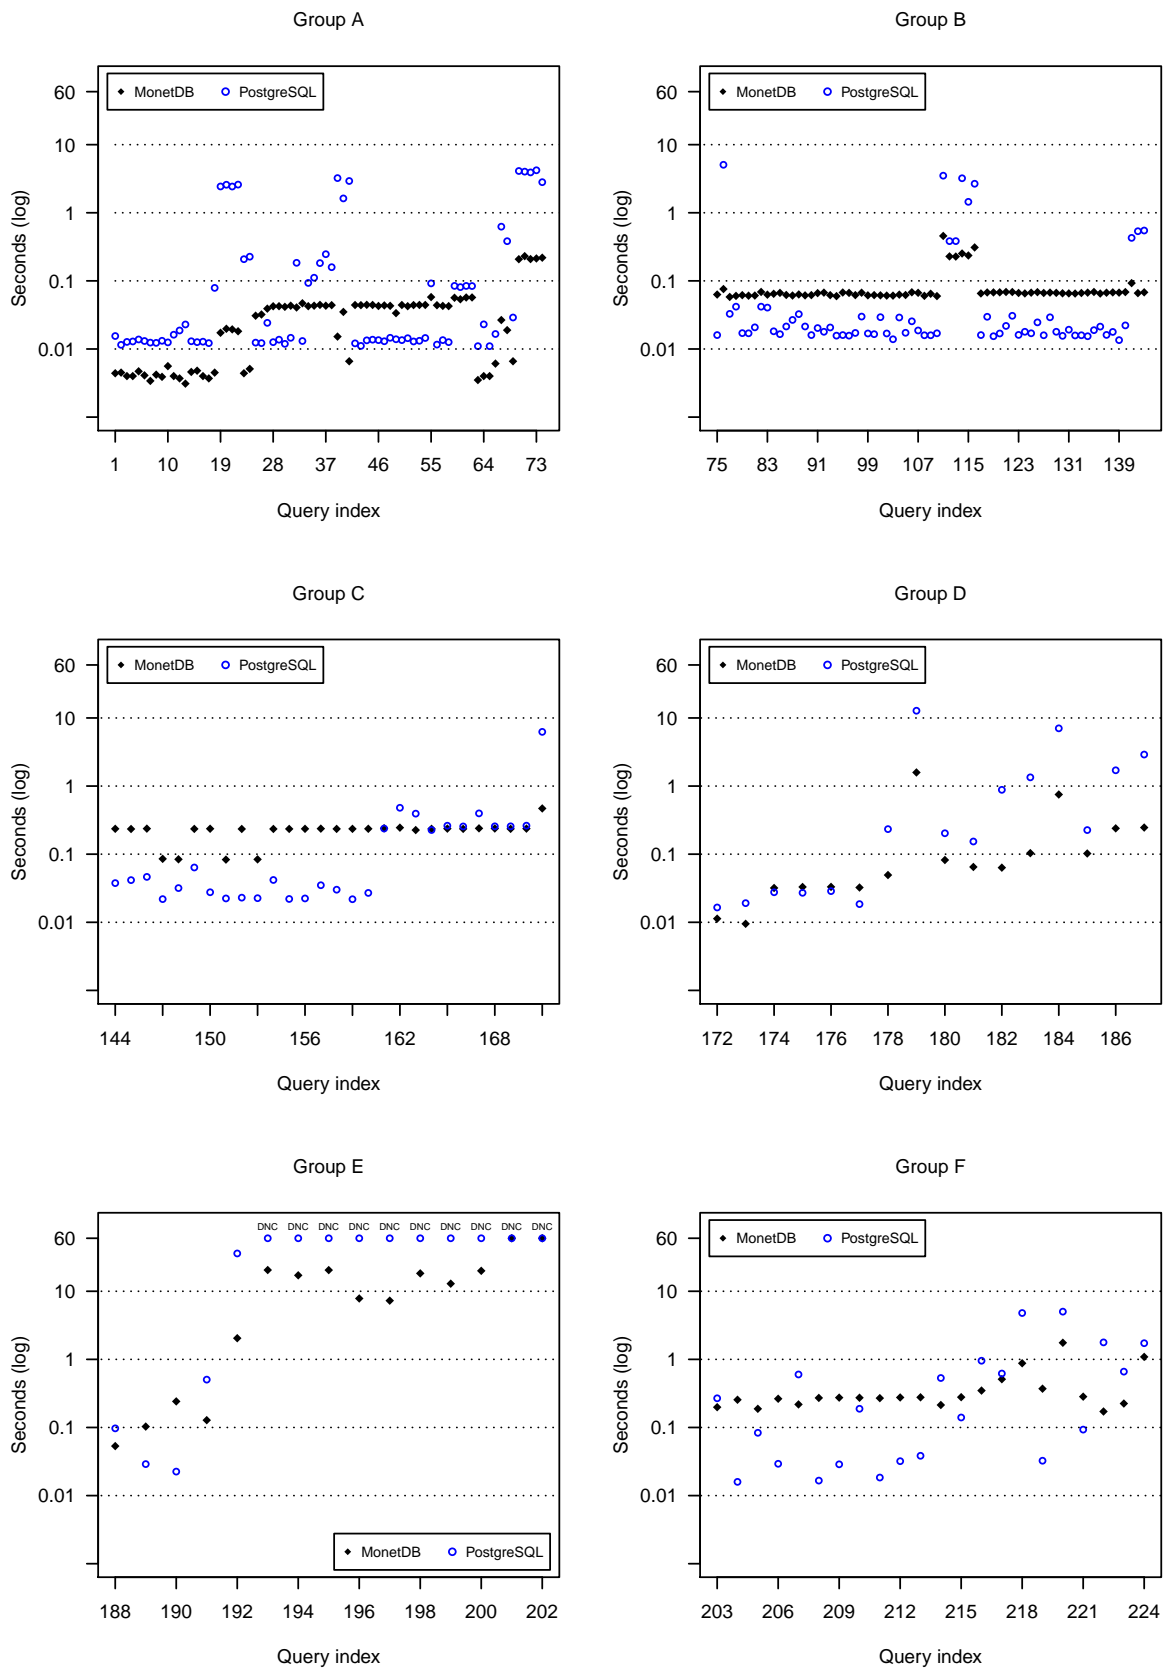 Group A
MonetDB PostgreSQL
60
10
1
0.1
0.01
Seconds (log)
1 10 19 28 37 46 55 64 73
Query index
Group B
MonetDB PostgreSQL
60
10
1
0.1
0.01
Seconds (log)
75 83 91 99 107 115 123 131 139
Query index
Group C
MonetDB PostgreSQL
60
10
1
0.1
0.01
Seconds (log)
144 150 156 162 168
Query index
Group D
MonetDB PostgreSQL
60
10
1
0.1
0.01
Seconds (log)
172 174 176 178 180 182 184 186
Query index
Group E
DNC DNC DNC DNC DNC DNC DNC DNC DNC DNC
60
10
1
0.1
0.01
Seconds (log)
MonetDB PostgreSQL
188 190 192 194 196 198 200 202
Query index
Group F
MonetDB PostgreSQL
60
10
1
0.1
0.01
Seconds (log)
203 206 209 212 215 218 221 224
Query index